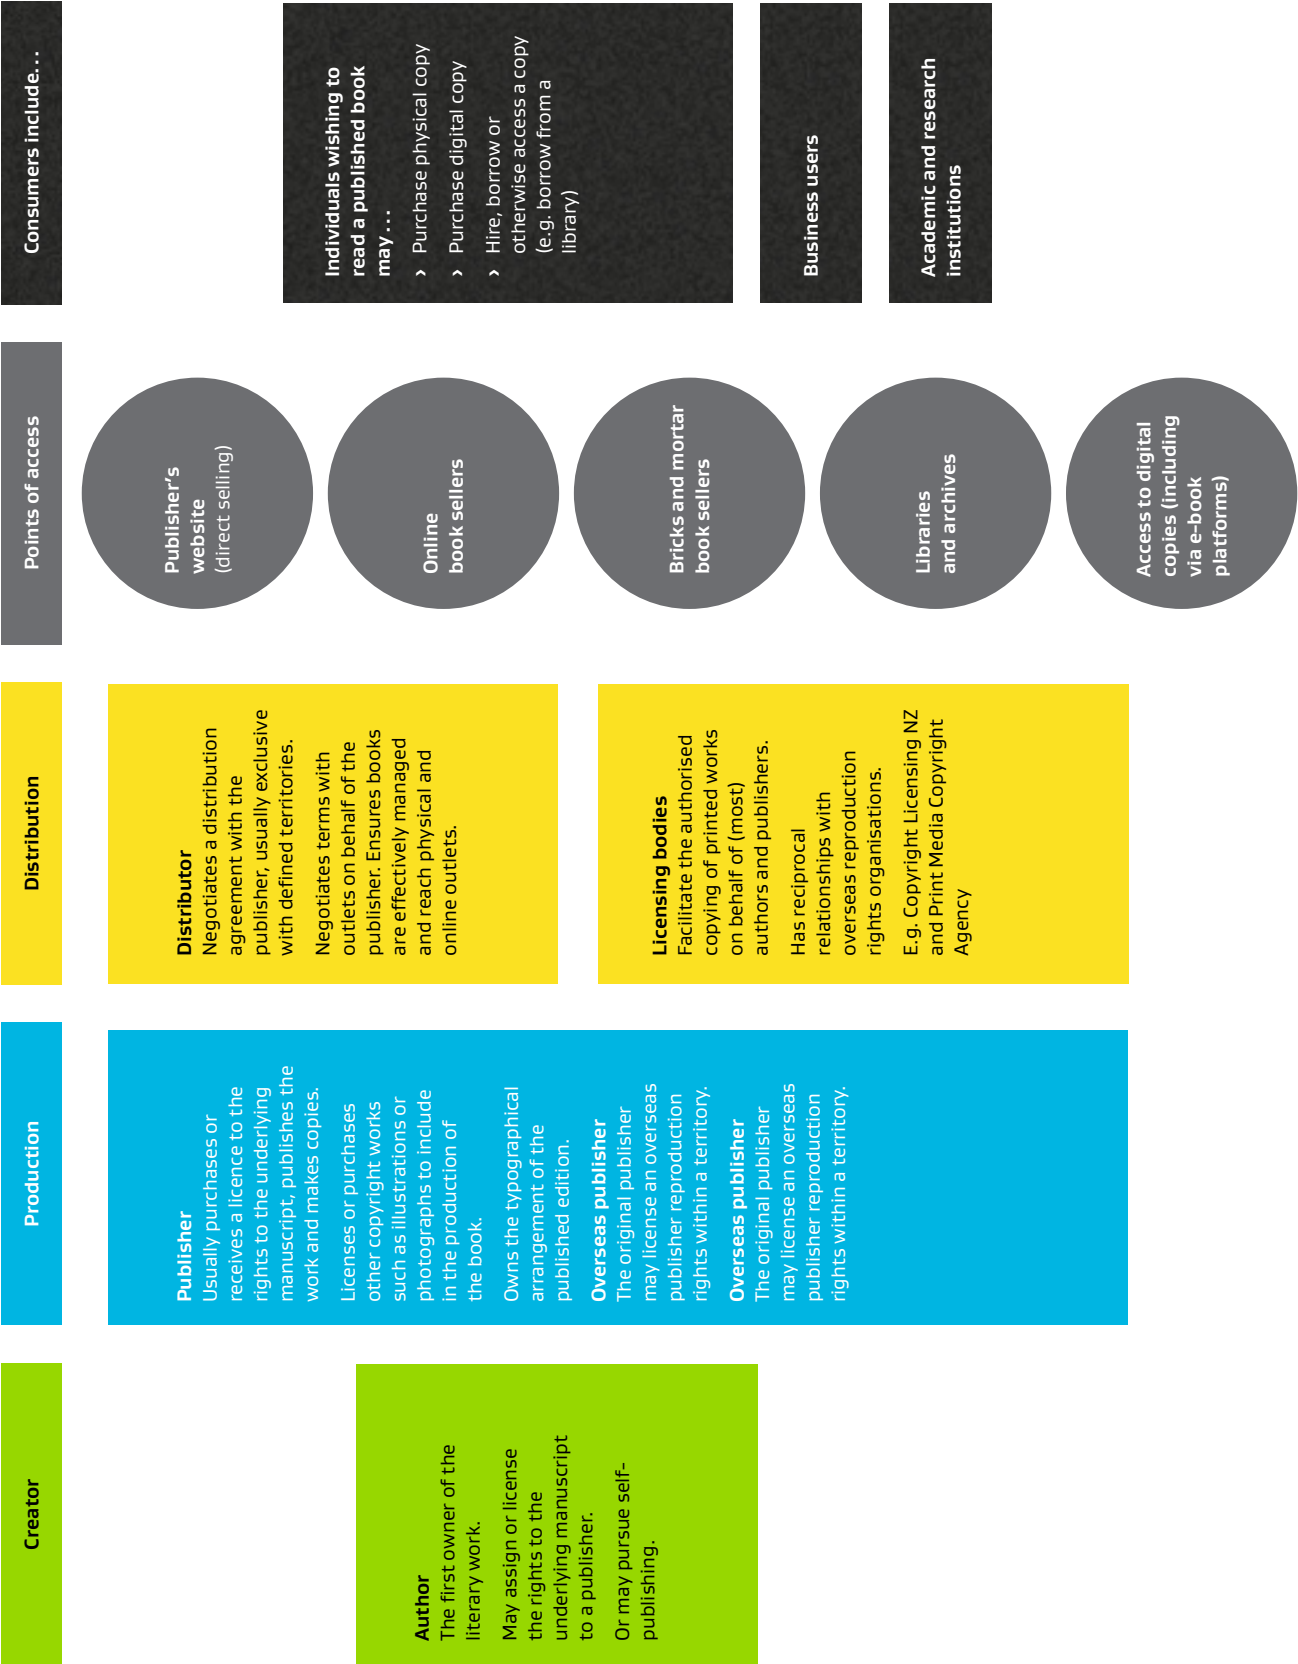 Creator
Author
The first owner of the
literary work.
May assign or license
the rights to the
underlying manuscript
to a publisher.
Or may pursue self-
publishing.
Production
Publisher
Usually purchases or
receives a licence to the
rights to the underlying
manuscript, publishes the
work and makes copies.
Licenses or purchases
other copyright works
such as illustrations or
photographs to include
in the production of
the book.
Owns the typographical
arrangement of the
published edition.
Overseas publisher
The original publisher
may license an overseas
publisher reproduction
rights within a territory.
Overseas publisher
The original publisher
may license an overseas
publisher reproduction
rights within a territory.
Distribution
Distributor
Negotiates a distribution
agreement with the
publisher, usually exclusive
with defined territories.
Negotiates terms with
outlets on behalf of the
publisher. Ensures books
are effectively managed
and reach physical and
online outlets.
Licensing bodies
Facilitate the authorised
copying of printed works
on behalf of (most)
authors and publishers.
Has reciprocal
relationships with
overseas reproduction
rights organisations.
E.g. Copyright Licensing NZ
and Print Media Copyright
Agency
Points of access
Publisher’s
website
(direct selling)
Online
book sellers
Bricks and mortar
book sellers
Libraries
and archives
Access to digital
copies (including
via e-book
platforms)
Consumers include...
Individuals wishing to
read a published book
may...
› Purchase physical copy
› Purchase digital copy
› Hire, borrow or
otherwise access a copy
(e.g. borrow from a
library)
Business users
Academic and research
institutions